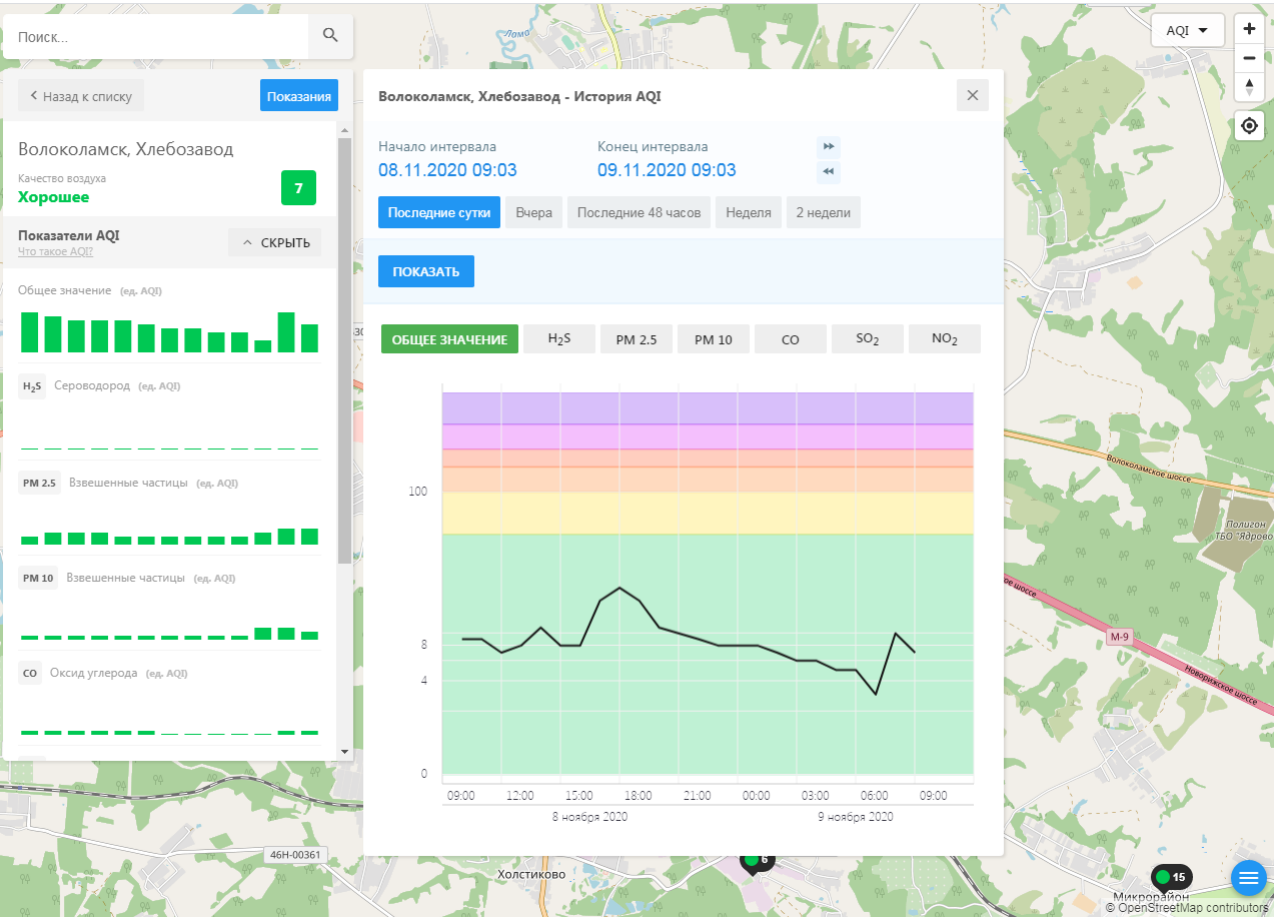 Поиск...
AQI
Лама
Назад к списку
Показания
Волоколамск, Хлебозавод
Качество воздуха
Хорошее
7
Показатели AQI
Что такое AQI?
СКРЫТЬ
Общее значение (ед. AQI)
H2S Сероводород (ед. AQI)
PM 2.5 Взвешенные частицы (ед. AQI)
PM 10 Взвешенные частицы (ед. AQI)
CO Оксид углерода (ед. AQI)
Волоколамск, Хлебозавод - История AQI
Начало интервала
08.11.2020 09:03
Конец интервала
09.11.2020 09:03
Последние сутки
Вчера
Последние 48 часов
Неделя
2 недели
ПОКАЗАТЬ
ОБЩЕЕ ЗНАЧЕНИЕ
H2S
PM 2.5
PM 10
CO
SO2
NO2
100
8
4
0
09:00 12:00 15:00 18:00 21:00 00:00 03:00 06:00 09:00
8 ноября 2020
9 ноября 2020
Волоколамское шоссе
Полигон
ТБО "Ядрово
ое шоссе
М-9
Новорижское шоссе
46Н-00361
Холстиково
6
15
Микрорайон
© OpenStreetMap contributors